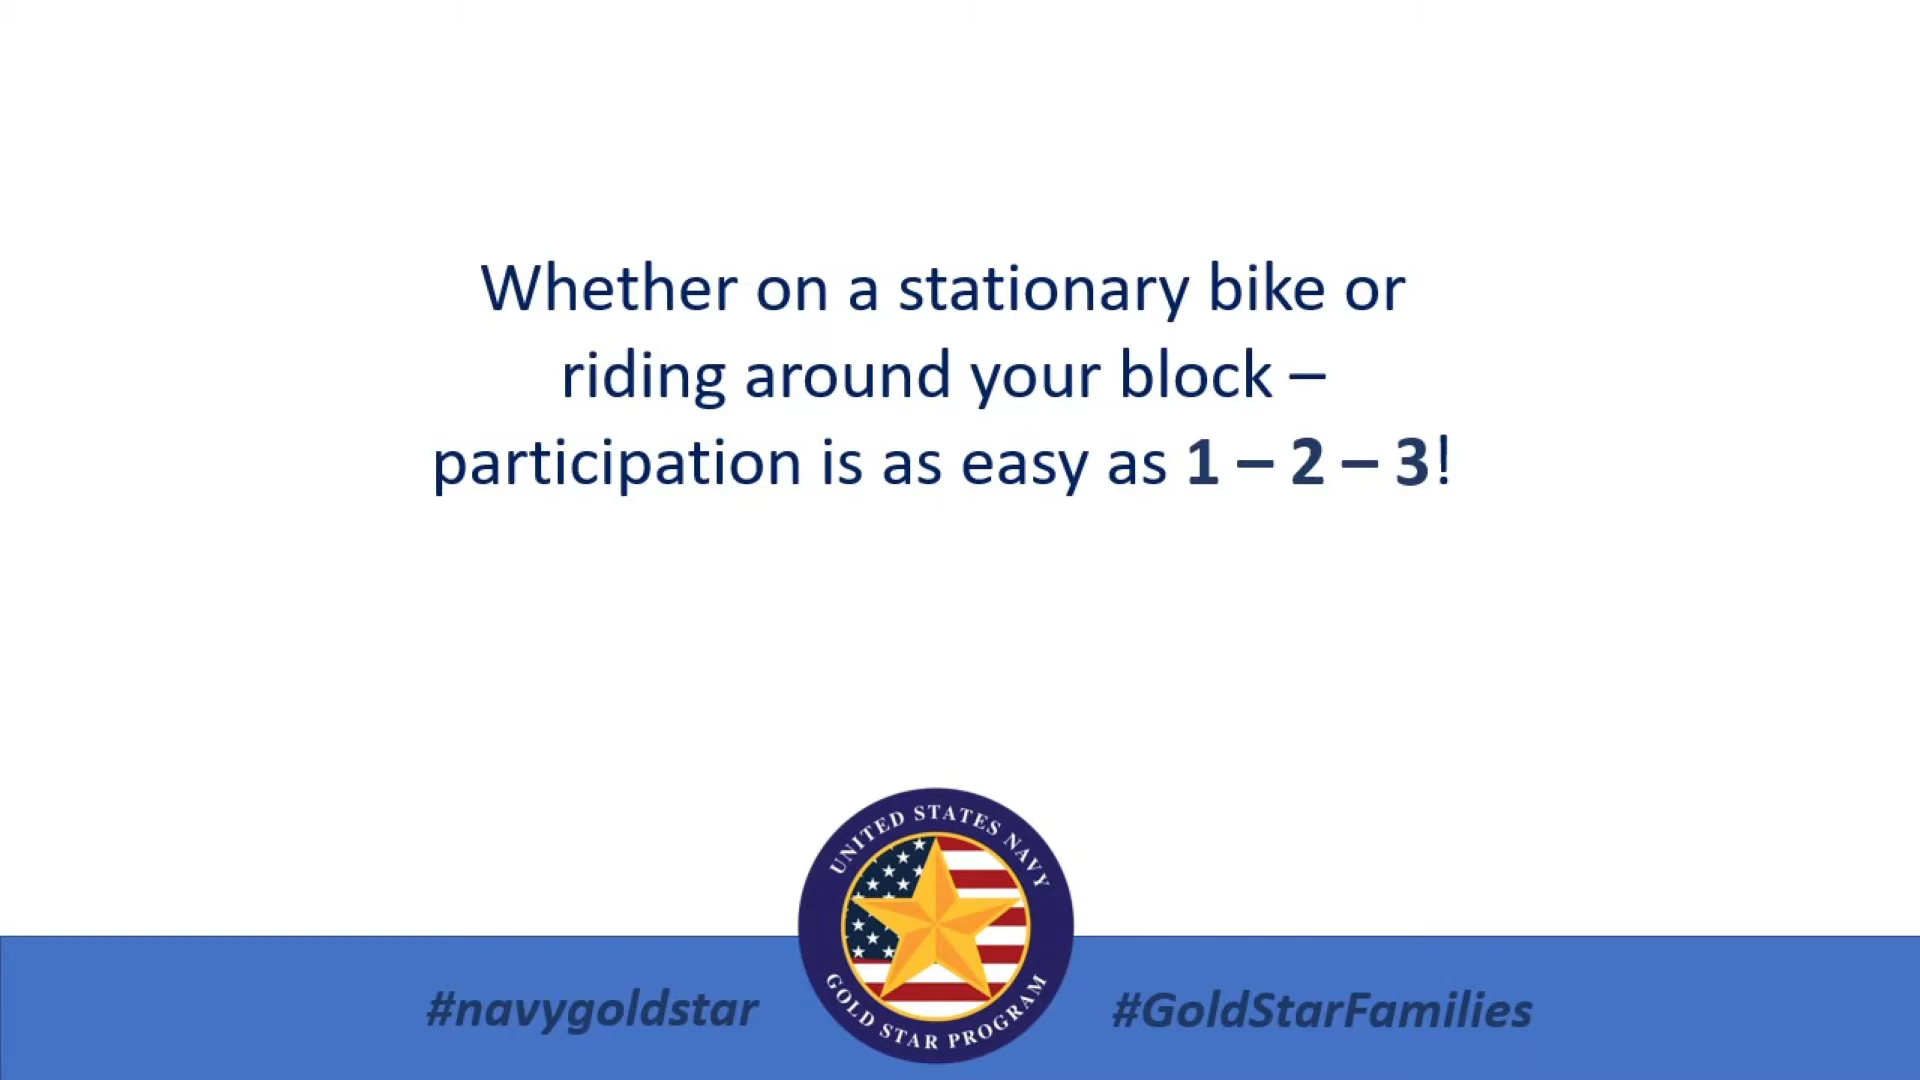 Whether on a stationary bike or
riding around your block –
participation is as easy as 1 – 2 – 3!
UNITED STATES NAVY
GOLD STAR PROGRAM
#navygoldstar
#GoldStarFamilies